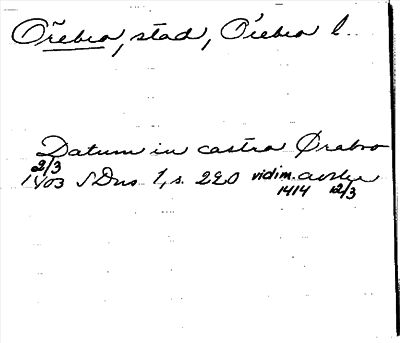 Örebro, stad, Örebro l.
Datum in castro Ørabro
2/3
1403 SDns 1, s. 220 vidim. avskr
1414 12/3